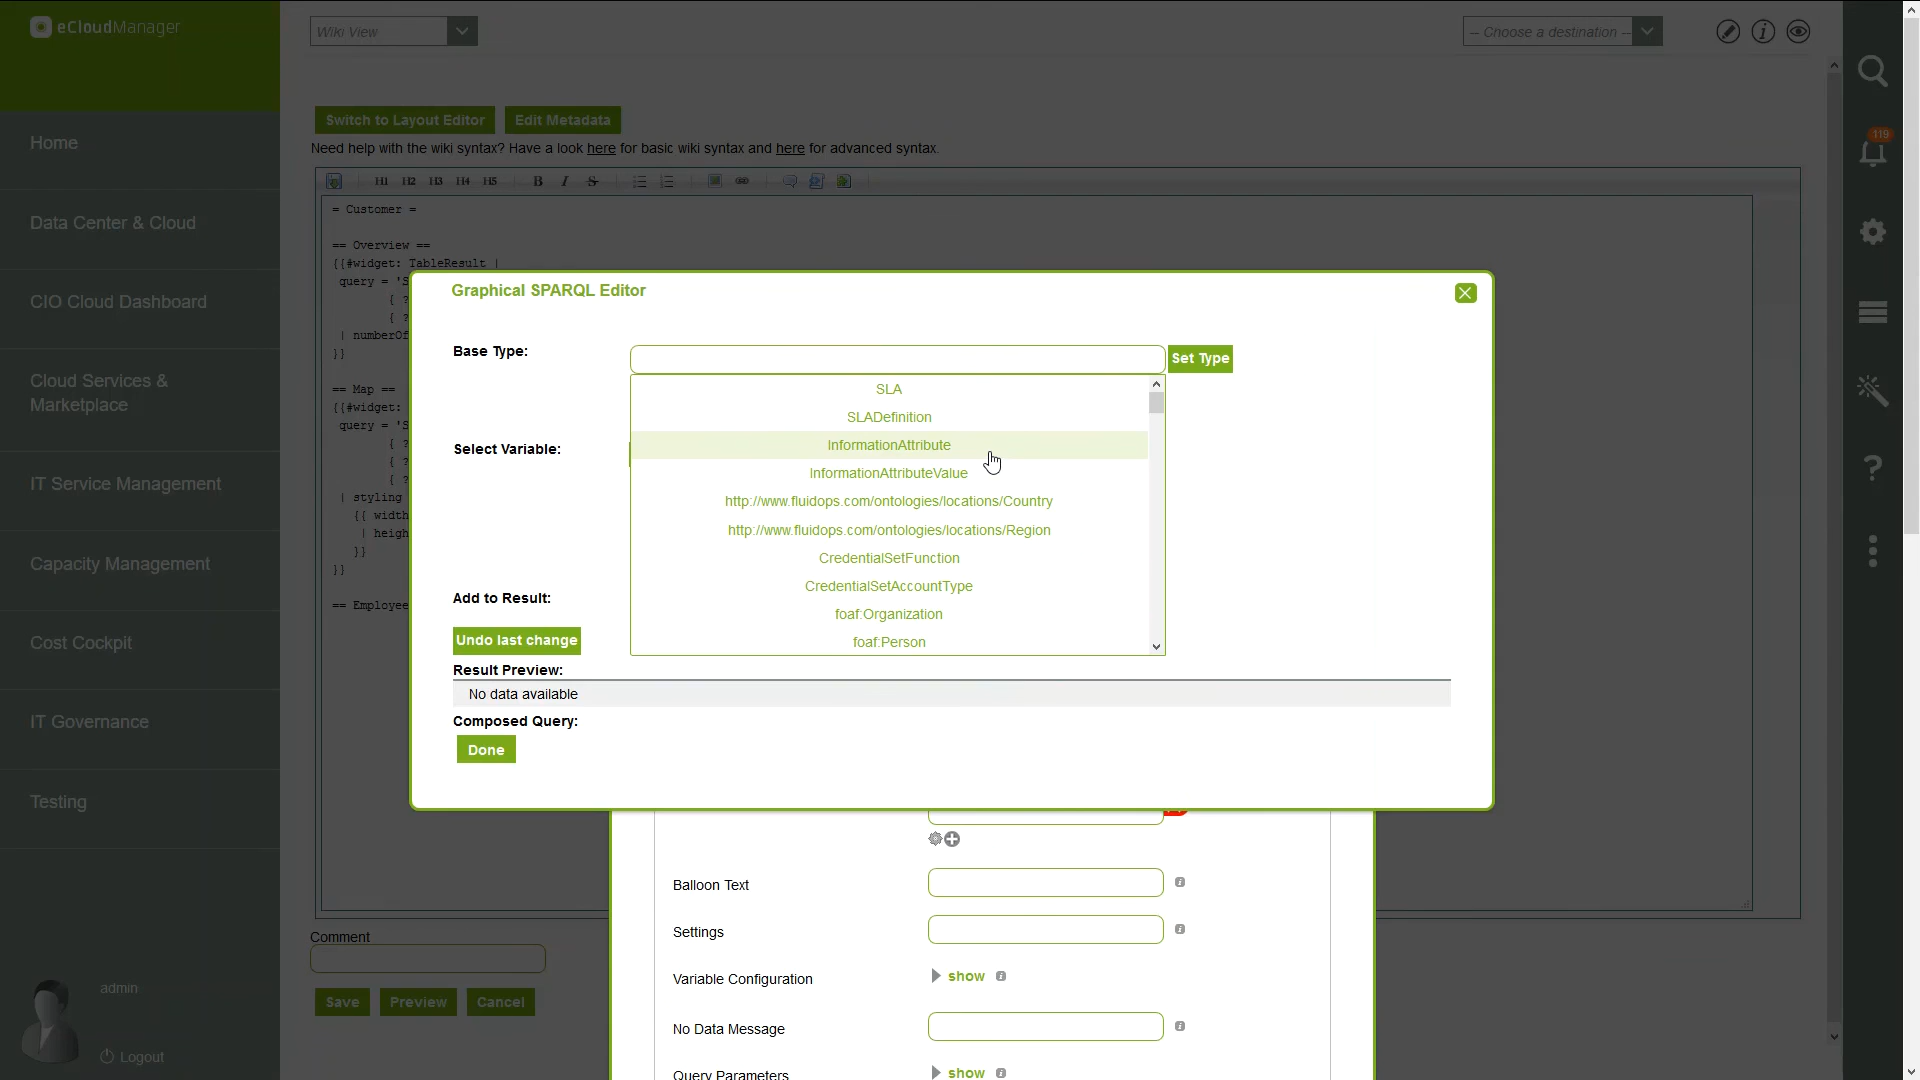 eCloudManager
Wiki View
-- Choose a destination --
119
Home
Data Center & Cloud
CIO Cloud Dashboard
Cloud Services &
Marketplace
IT Service Management
Capacity Management
Cost Cockpit
IT Governance
Testing
admin
Logout
Switch to Layout Editor
Edit Metadata
Need help with the wiki syntax? Have a look here for basic wiki syntax and here for advanced syntax.
H1 H2 H3 H4 H5 B I S
= Customer =
== Overview ==
{{#widget: TableResult |
query = 'S
{ ?
{ ?
| numberOf
}}
== Map ==
{{#widget:
query = 'S
{ ?
{ ?
{ ?
| styling
{{ width
| heigh
}}
}}
== Employee
Graphical SPARQL Editor
Base Type:
Set Type
SLA
SLADefinition
InformationAttribute
InformationAttributeValue
http://www.fluidops.com/ontologies/locations/Country
http://www.fluidops.com/ontologies/locations/Region
CredentialSetFunction
CredentialSetAccountType
foaf:Organization
foaf:Person
Select Variable:
Add to Result:
Undo last change
Result Preview:
No data available
Composed Query:
Done
Balloon Text
Settings
Variable Configuration
show
No Data Message
Query Parameters
show
Comment
Save
Preview
Cancel